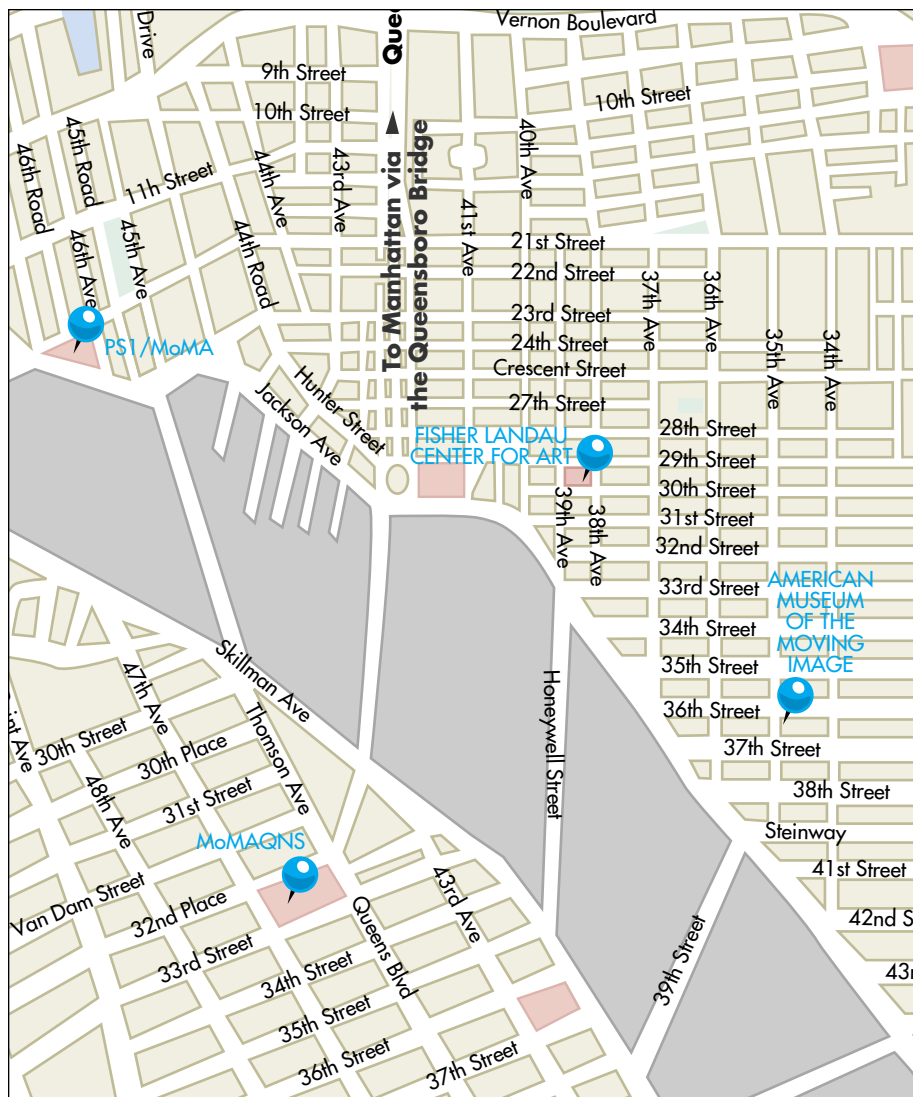 Drive
Vernon Boulevard
Quee
9th Street
10th Street
10th Street
46th Road
45th Road
11h Street
44th Ave
43rd Ave
To Manhattan via
the Queensboro Bridge
41st Ave
40th Ave
46th Ave
45th Ave
44th Road
21st Street
22nd Street
23rd Street
24th Street
Crescent Street
27th Street
37th Ave
36th Ave
35th Ave
34th Ave
PS1/MoMA
Hunter Street
Jackson Ave
FISHER LANDAU
CENTER FOR ART
28th Street
29th Street
30th Street
31st Street
32nd Street
39th Ave
38th Ave
33rd Street
34th Street
35th Street
36th Street
37th Street
38th Street
Steinway
41st Street
42nd S
43r
AMERICAN
MUSEUM
OF THE
MOVING
IMAGE
Honeywell Street
39th Street
Skillman Ave
47th Ave
Thomson Ave
int Ave
30th Street
30th Place
31st Street
48th Ave
MoMAQNS
Van Dam Street
32nd Place
33rd Street
34th Street
35th Street
36th Street
37th Street
Queens Blvd
43rd Ave